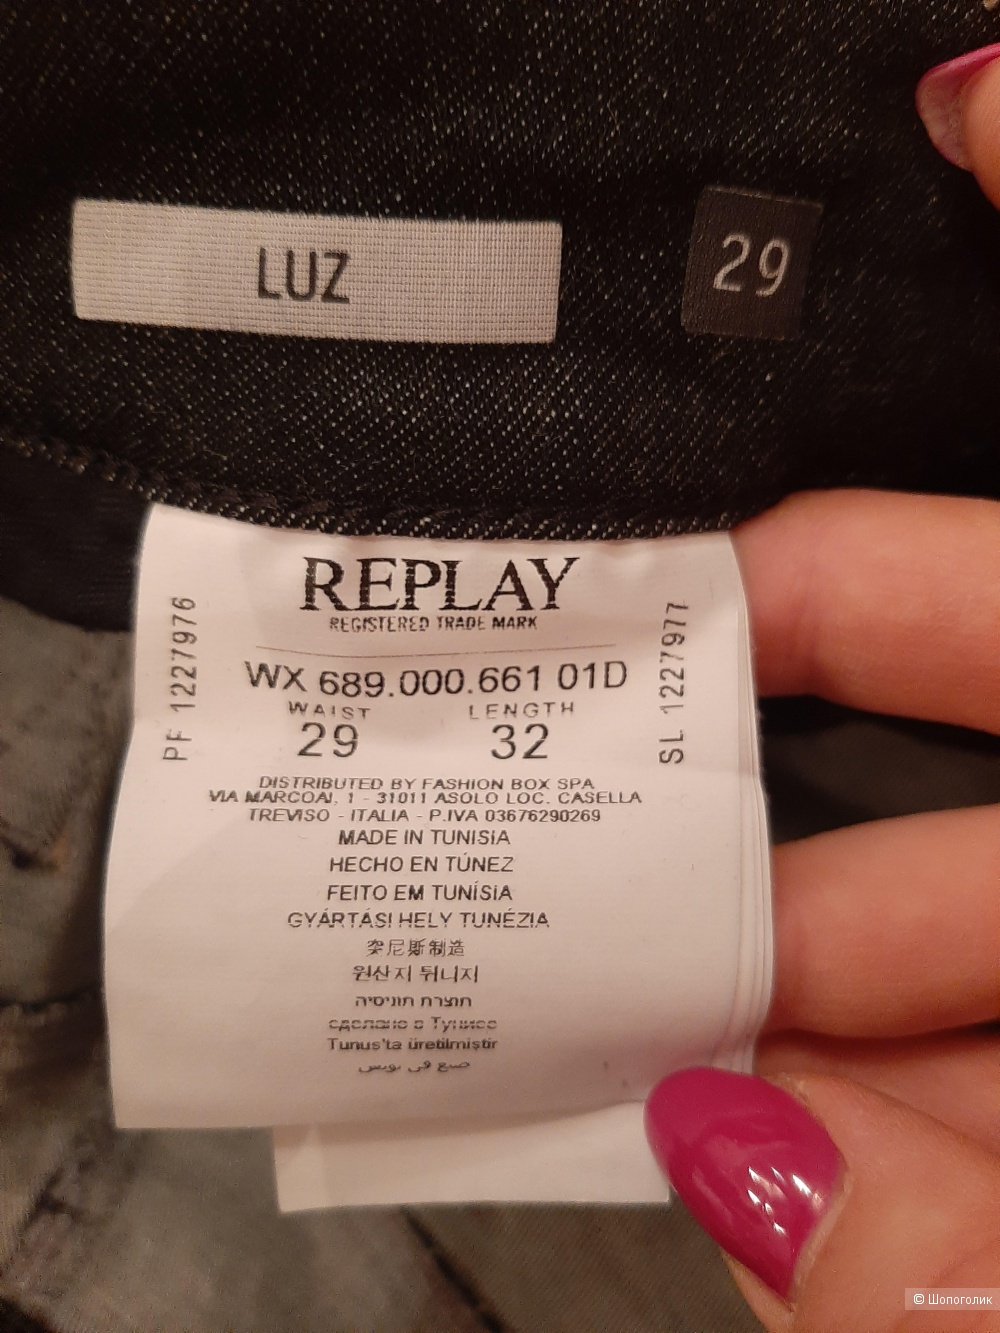 LUZ
29
REPLAY
REGISTERED TRADE MARK
PF 1227976
SL 1227977
WX 689.000.661 01D
WAIST LENGTH
29 32
DISTRIBUTED BY FASHION BOX SPA
VIA MARCOAI, 1 - 31011 ASOLO LOC. CASELLA
TREVISO - ITALIA - P.IVA 03676290269
MADE IN TUNISIA
HECHO EN TÚNEZ
FEITO EM TUNÍSIA
GYÁRTÁSI HELY TUNÉZIA
突尼斯制造
원산지 튀니지
תוצרת תוניסיה
сделано в Тунисе
Tunus'ta üretilmiştir
صنع في تونس
© Шопоголик